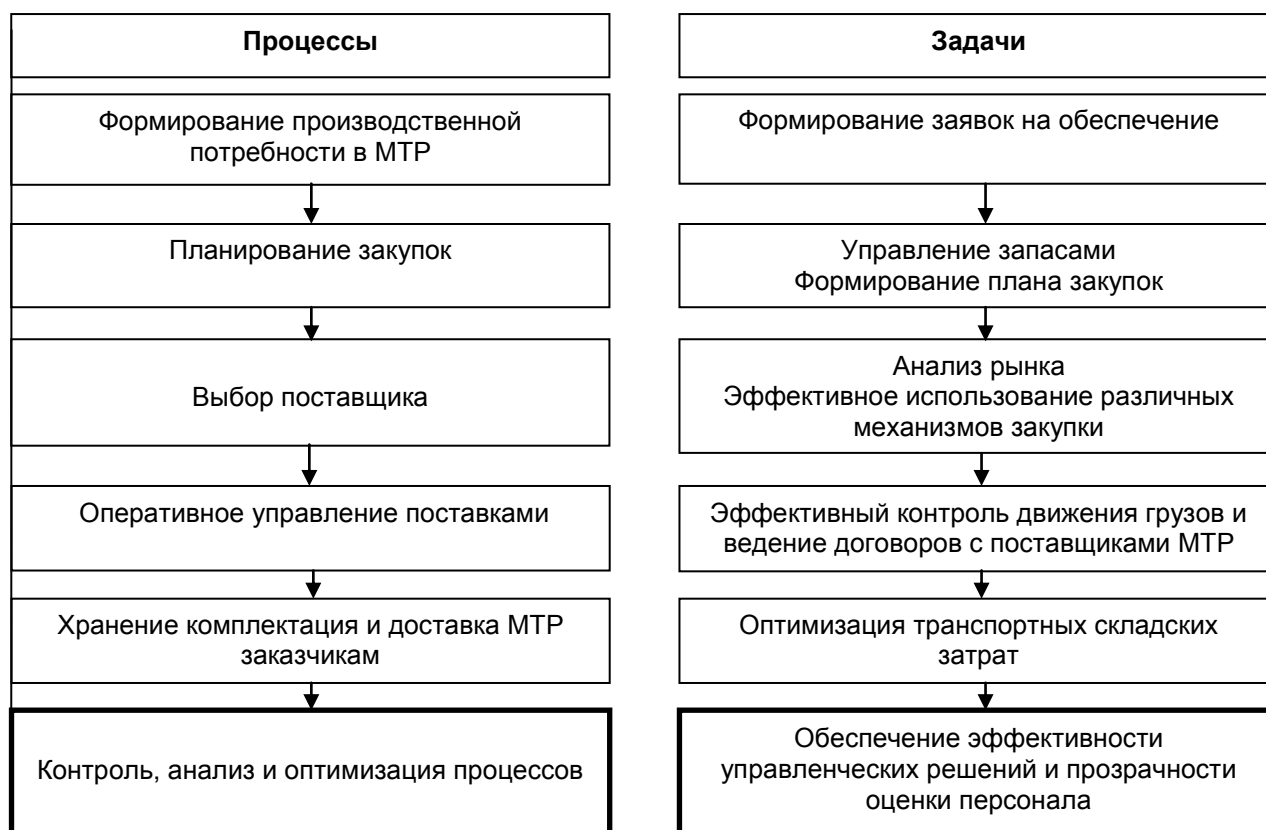 Процессы
Формирование производственной
потребности в МТР
Планирование закупок
Выбор поставщика
Оперативное управление поставками
Хранение комплектация и доставка МТР
заказчикам
Контроль, анализ и оптимизация процессов
Задачи
Формирование заявок на обеспечение
Управление запасами
Формирование плана закупок
Анализ рынка
Эффективное использование различных
механизмов закупки
Эффективный контроль движения грузов и
ведение договоров с поставщиками МТР
Оптимизация транспортных складских
затрат
Обеспечение эффективности
управленческих решений и прозрачности
оценки персонала